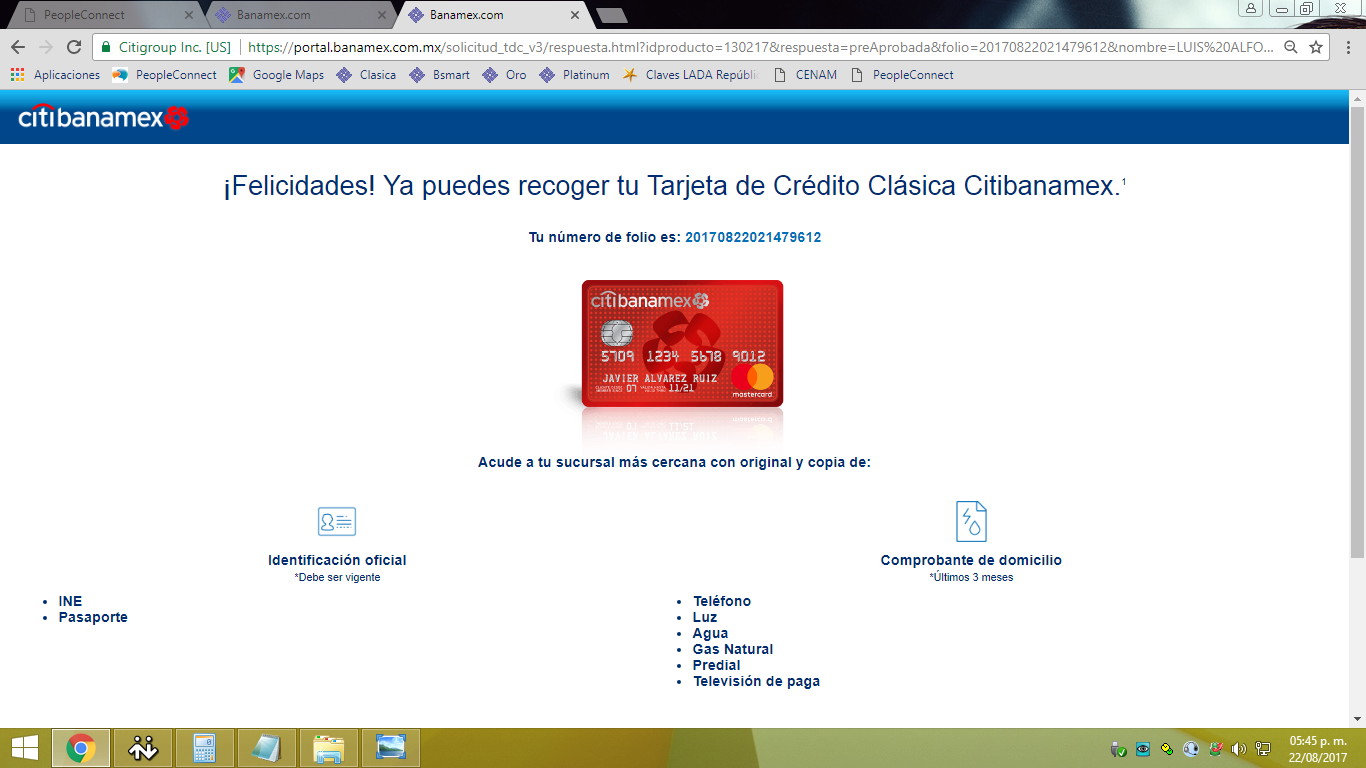 PeopleConnect
Banamex.com
Banamex.com
Citigroup Inc. [US]
https://portal.banamex.com.mx/solicitud_tdc_v3/respuesta.html?idproducto=130217&respuesta=preAprobada&folio=20170822021479612&nombre=LUIS%20ALFO...
Aplicaciones PeopleConnect Google Maps Clasica Bsmart Oro Platinum Claves LADA Repúbli CENAM PeopleConnect
citibanamex
¡Felicidades! Ya puedes recoger tu Tarjeta de Crédito Clásica Citibanamex.1
Tu número de folio es: 20170822021479612
citibanamex
5709 1234 5678 9012
JAVIER ALVAREZ RUIZ
07 11/21
mastercard
Acude a tu sucursal más cercana con original y copia de:
Identificación oficial
*Debe ser vigente
INE
Pasaporte
Comprobante de domicilio
*Últimos 3 meses
Teléfono
Luz
Agua
Gas Natural
Predial
Televisión de paga
05:45 p. m.
22/08/2017